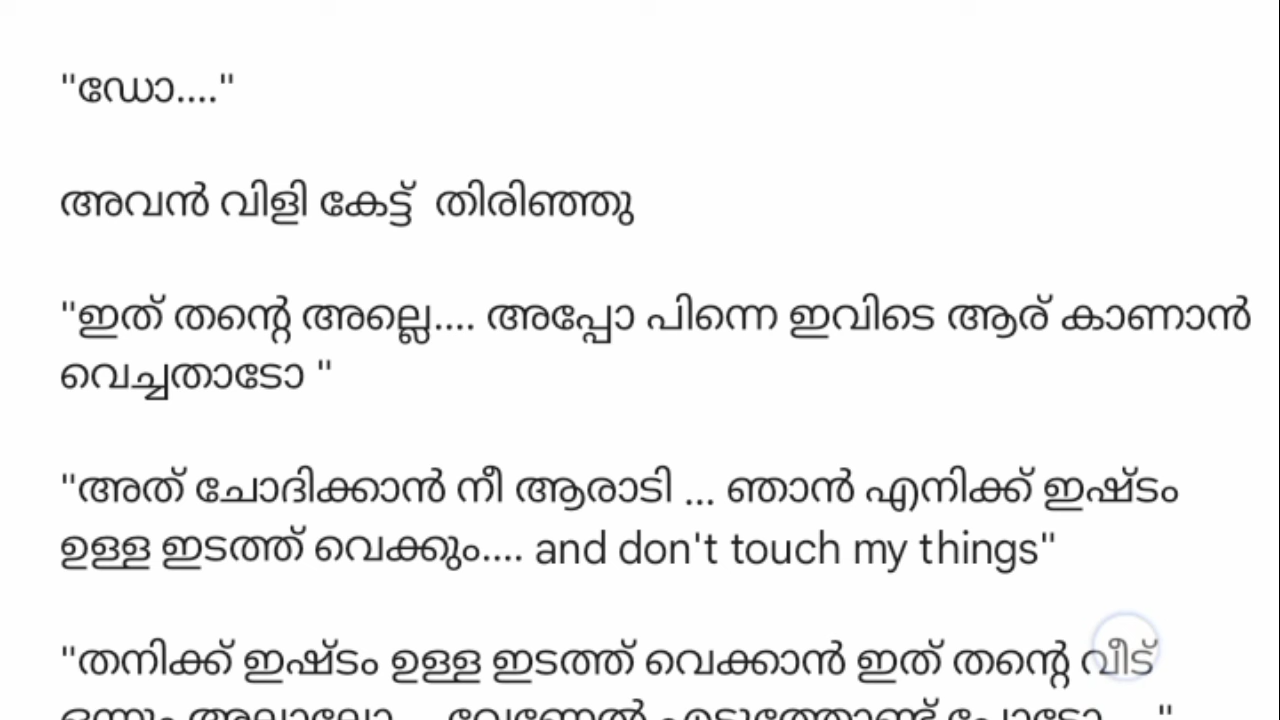 "ഡോ...."
അവൻ വിളി കേട്ട് തിരിഞ്ഞു
"ഇത് തന്റെ അല്ലെ.... അപ്പോ പിന്നെ ഇവിടെ ആര് കാണാൻ
വെച്ചതാടോ "
"അത് ചോദിക്കാൻ നീ ആരാടി ... ഞാൻ എനിക്ക് ഇഷ്ടം
ഉള്ള ഇടത്ത് വെക്കും.... and don't touch my things"
"തനിക്ക് ഇഷ്ടം ഉള്ള ഇടത്ത് വെക്കാൻ ഇത് തന്റെ വീട്